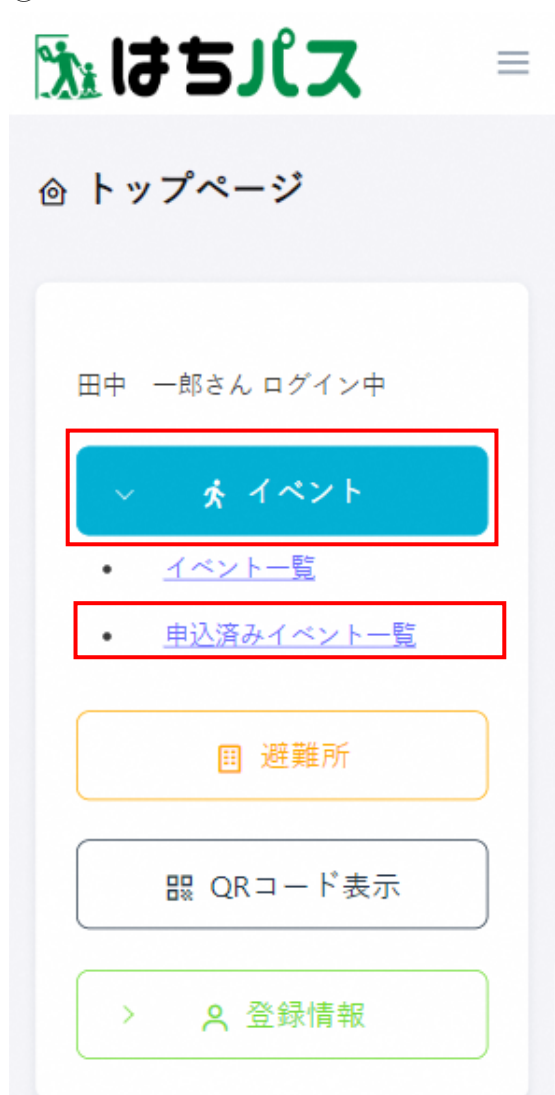 はちパス
トップページ
田中　一郎さん ログイン中
イベント
• イベント一覧
• 申込済みイベント一覧
避難所
QRコード表示
登録情報